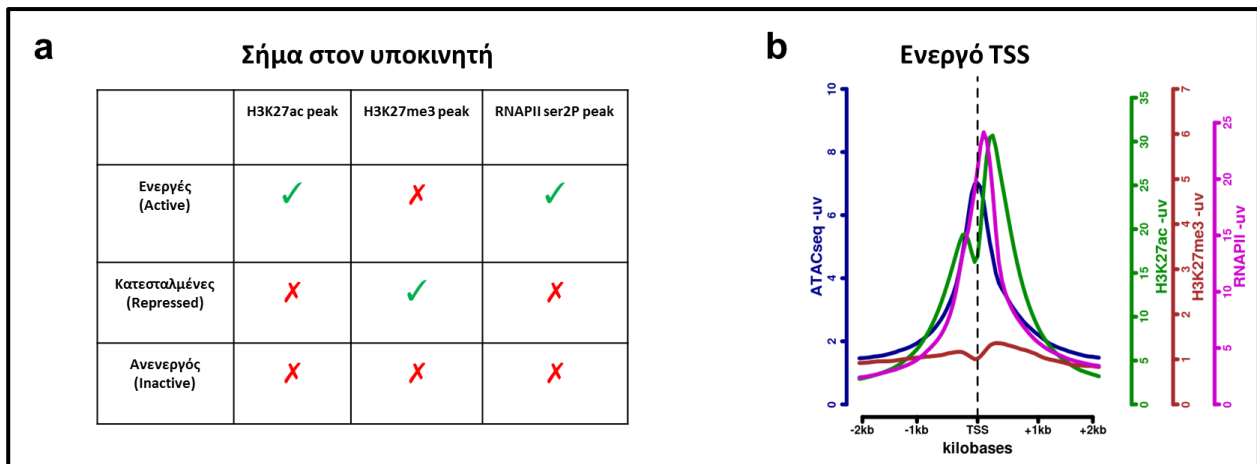 a
Σήμα στον υποκινητή
H3K27ac peak
H3K27me3 peak
RNAPII ser2P peak
Ενεργές
(Active)
✓
✗
✓
Κατεσταλμένες
(Repressed)
✗
✓
✗
Ανενεργός
(Inactive)
✗
✗
✗
b
Ενεργό TSS
ATACseq -uv
0
2
4
6
8
10
H3K27ac -uv
0
5
10
15
20
25
30
35
H3K27me3 -uv
0
1
2
3
4
5
6
7
RNAPII -uv
0
5
10
15
20
25
-2kb
-1kb
TSS
+1kb
+2kb
kilobases